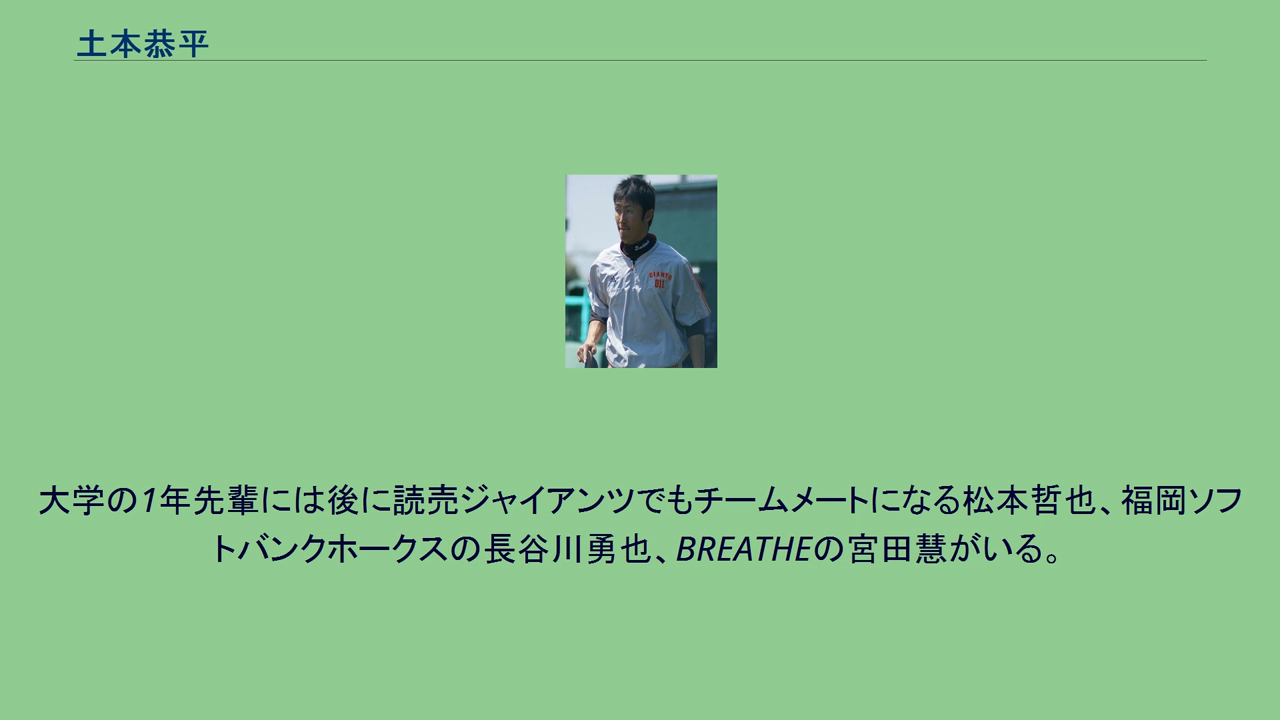 土本恭平
GIANTS
011
大学の1年先輩には後に読売ジャイアンツでもチームメートになる松本哲也、福岡ソフ
トバンクホークスの長谷川勇也、BREATHEの宮田慧がいる。